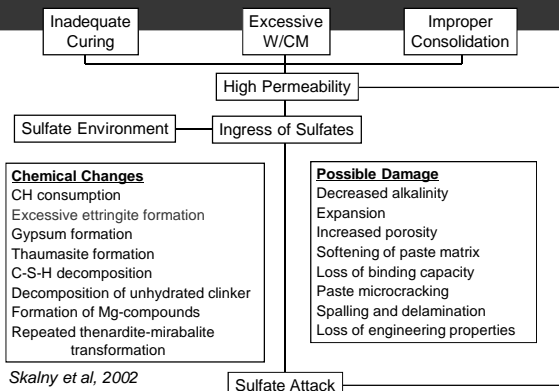 Inadequate
Curing
Excessive
W/CM
Improper
Consolidation
High Permeability
Sulfate Environment
Ingress of Sulfates
Chemical Changes
CH consumption
Excessive ettringite formation
Gypsum formation
Thaumasite formation
C-S-H decomposition
Decomposition of unhydrated clinker
Formation of Mg-compounds
Repeated thenardite-mirabalite
transformation
Possible Damage
Decreased alkalinity
Expansion
Increased porosity
Softening of paste matrix
Loss of binding capacity
Paste microcracking
Spalling and delamination
Loss of engineering properties
Skalny et al, 2002
Sulfate Attack